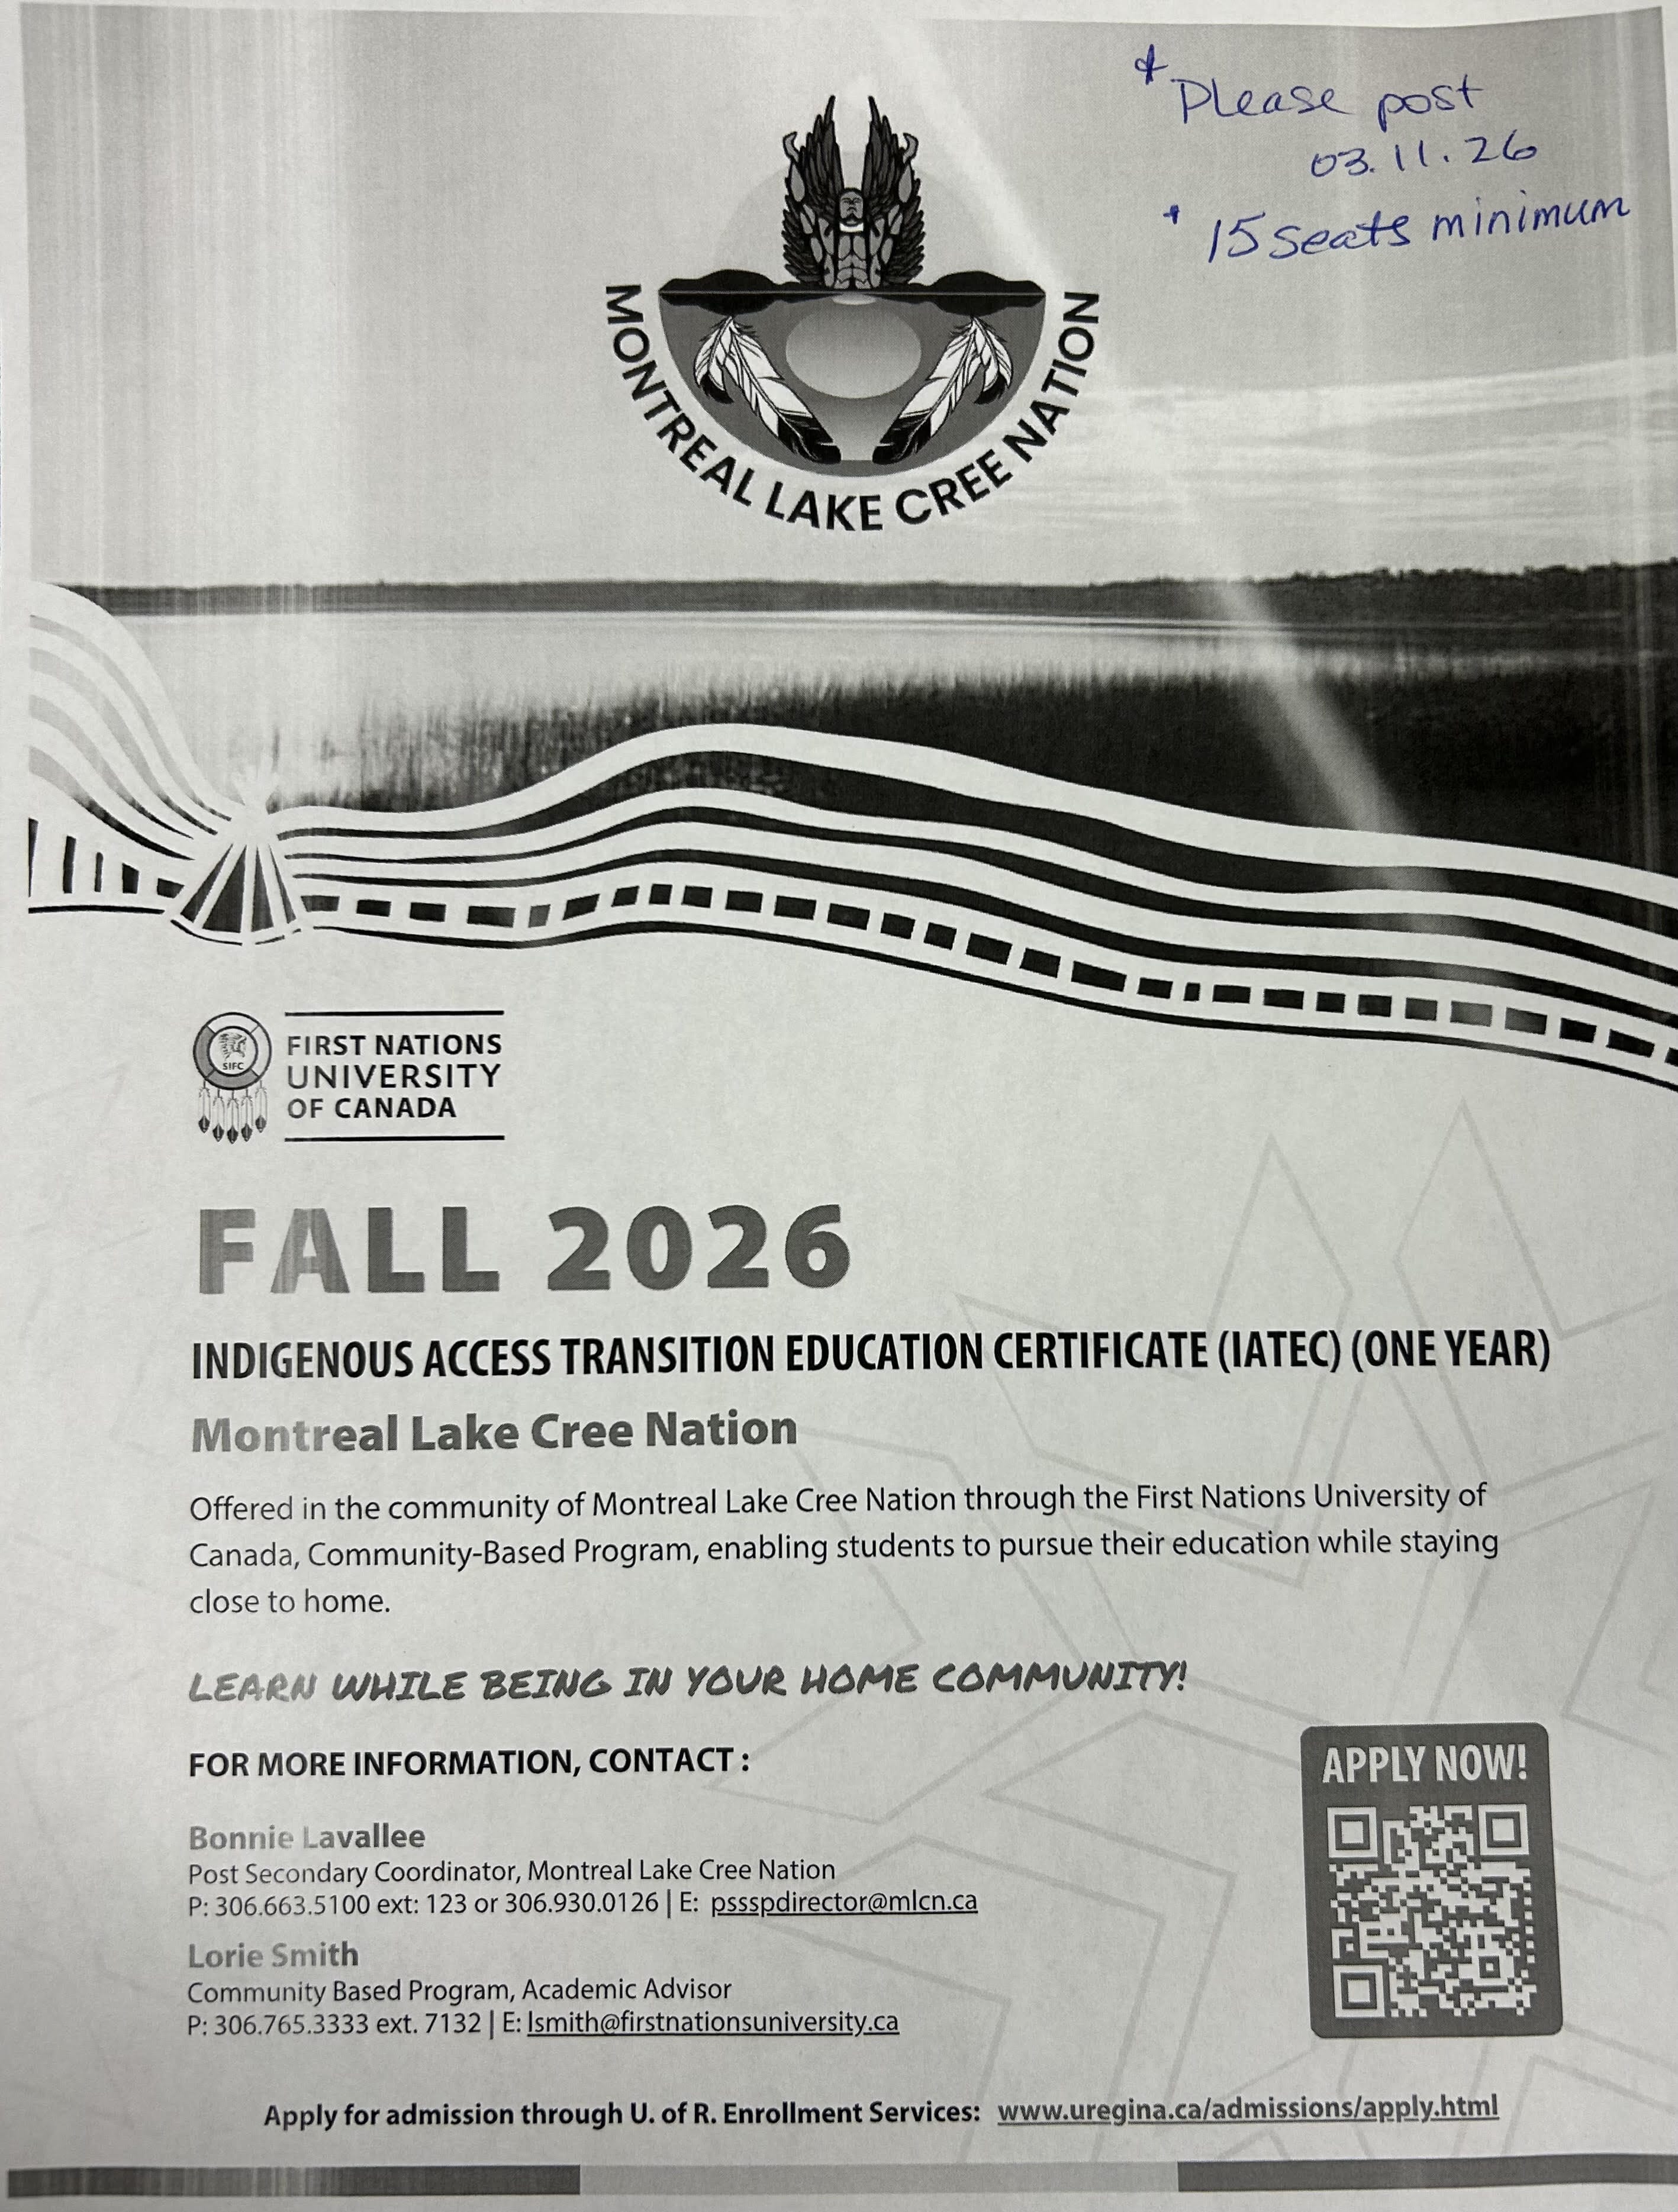 * Please post
03.11.26
* 15 seats minimum
MONTREAL LAKE CREE NATION
SIFC
FIRST NATIONS
UNIVERSITY
OF CANADA
FALL 2026
INDIGENOUS ACCESS TRANSITION EDUCATION CERTIFICATE (IATEC) (ONE YEAR)
Montreal Lake Cree Nation
Offered in the community of Montreal Lake Cree Nation through the First Nations University of
Canada, Community-Based Program, enabling students to pursue their education while staying
close to home.
LEARN WHILE BEING IN YOUR HOME COMMUNITY!
FOR MORE INFORMATION, CONTACT :
Bonnie Lavallee
Post Secondary Coordinator, Montreal Lake Cree Nation
P: 306.663.5100 ext: 123 or 306.930.0126 | E: pssspdirector@mlcn.ca
Lorie Smith
Community Based Program, Academic Advisor
P: 306.765.3333 ext. 7132 | E: lsmith@firstnationsuniversity.ca
APPLY NOW!
Apply for admission through U. of R. Enrollment Services: www.uregina.ca/admissions/apply.html